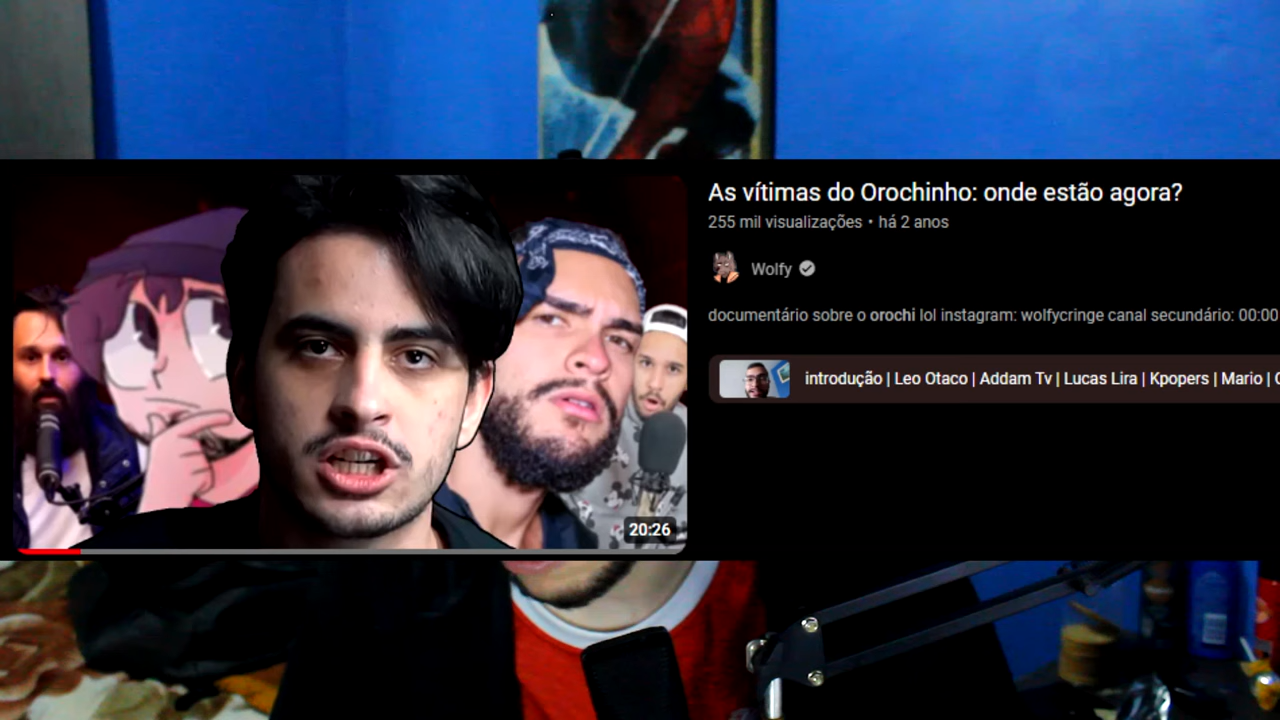 As vítimas do Orochinho: onde estão agora?
255 mil visualizações • há 2 anos
Wolfy
documentário sobre o orochi lol instagram: wolfycringe canal secundário: 00:00
introdução | Leo Otaco | Addam Tv | Lucas Lira | Kpopers | Mario |
20:26